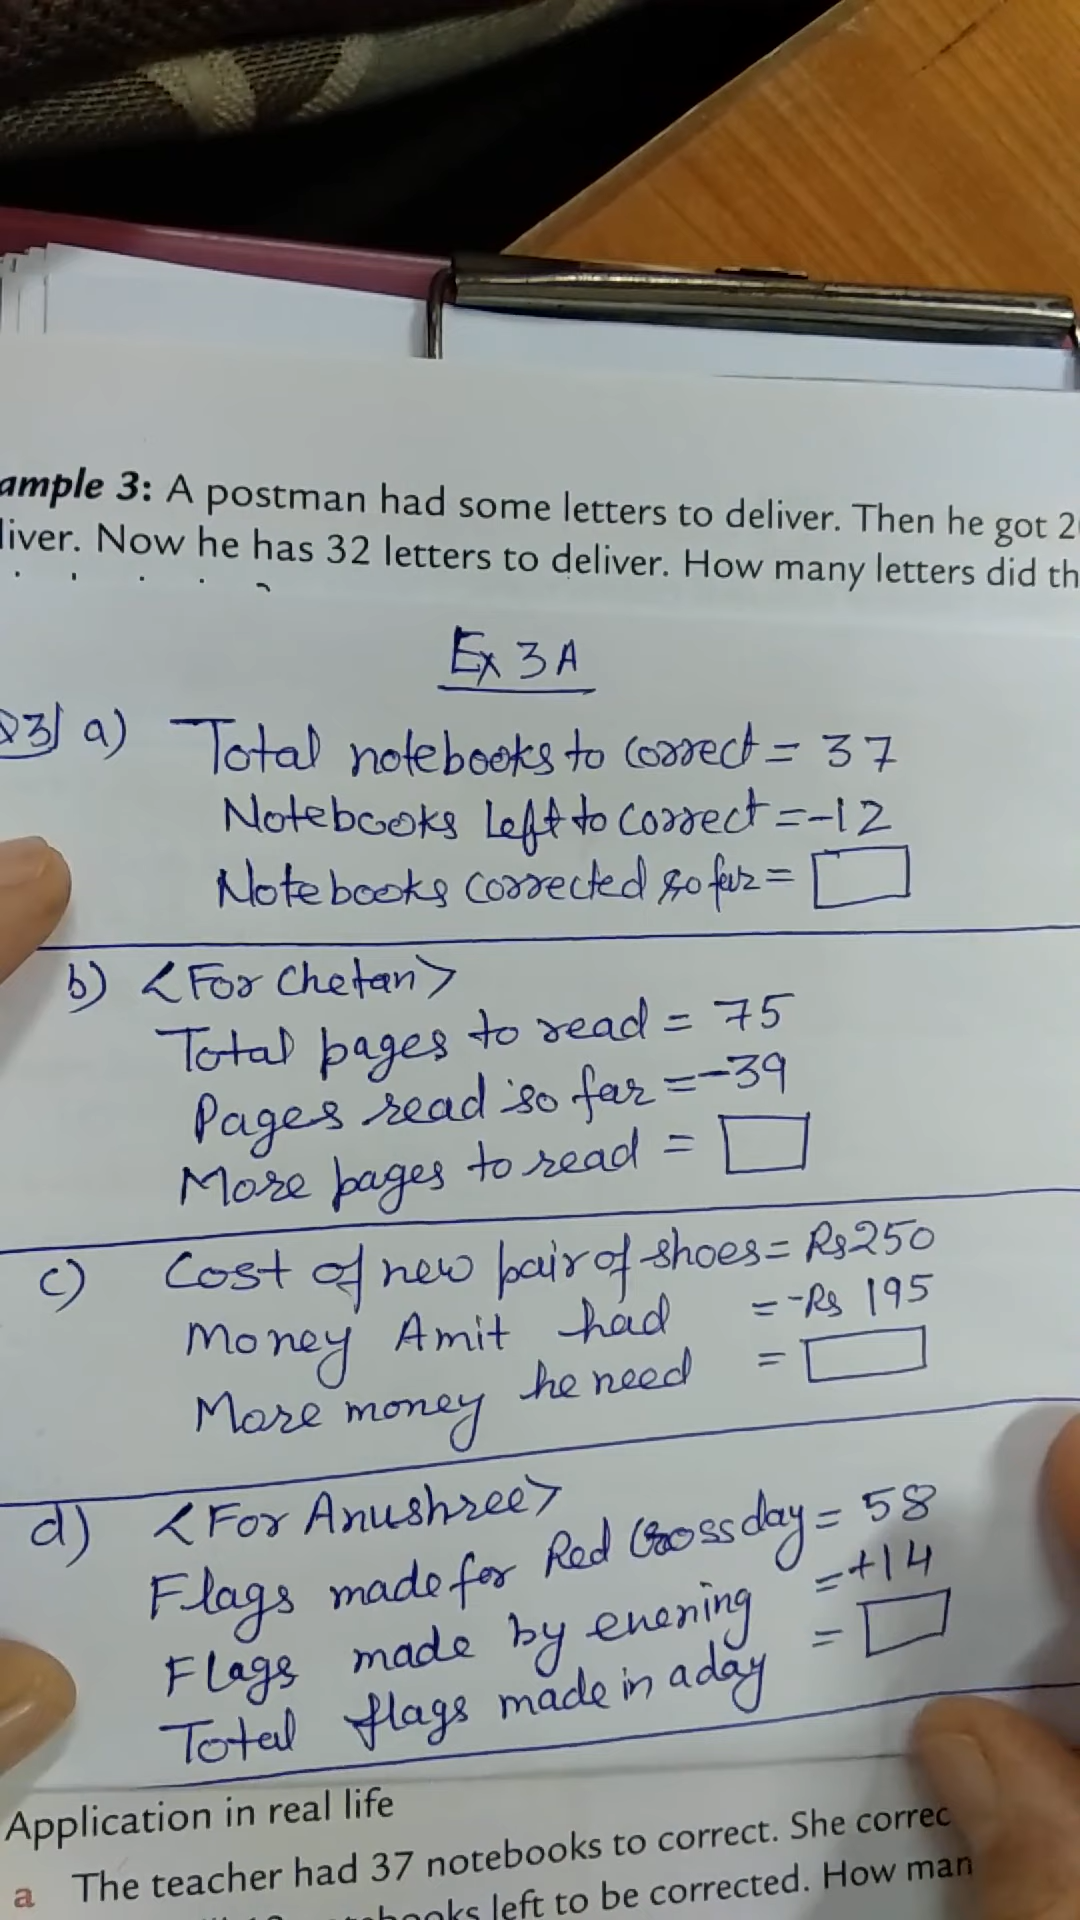 ample 3: A postman had some letters to deliver. Then he got 2
liver. Now he has 32 letters to deliver. How many letters did th
Ex 3A
Q3) a) Total notebooks to correct = 37
Notebooks left to correct = -12
Notebooks corrected so far =
b) <For Chetan>
Total pages to read = 75
Pages read so far = -39
More pages to read =
c) Cost of new pair of shoes = Rs 250
Money Amit had = -Rs 195
More money he need =
d) <For Anushree>
Flags made for Red Cross day = 58
Flags made by evening = +14
Total flags made in a day =
Application in real life
a The teacher had 37 notebooks to correct. She correc
books left to be corrected. How man